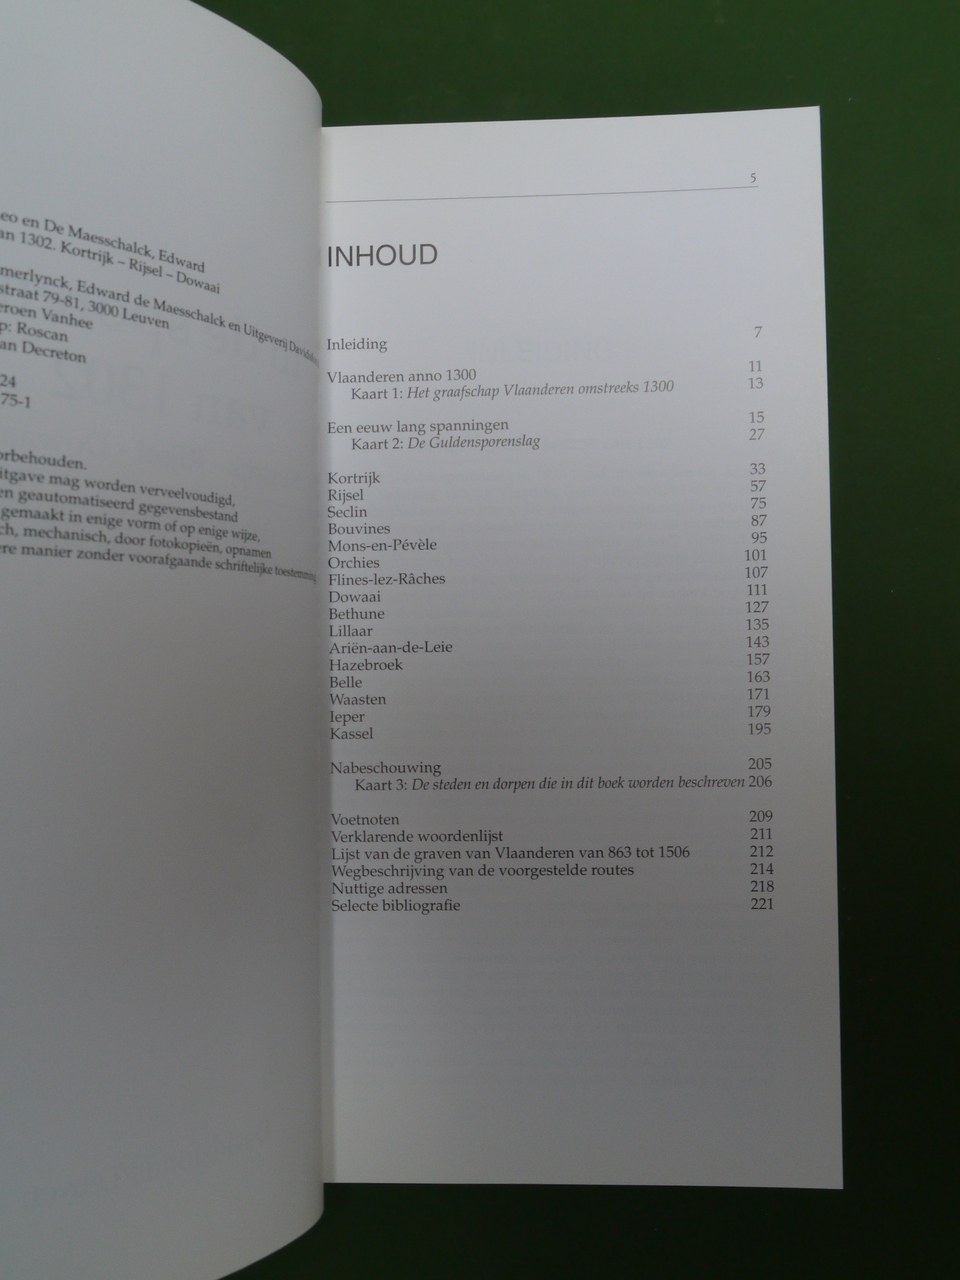 eo en De Maesschalck, Edward
an 1302. Kortrijk – Rijsel – Dowaai
merlynck, Edward de Maesschalck en Uitgeverij
straat 79-81, 3000 Leuven
eroen Vanhee
p: Roscan
an Decreton
24
75-1
orbehouden.
itgave mag worden verveelvoudigd,
en geautomatiseerd gegevensbestand
gemaakt in enige vorm of op enige wijze,
ch, mechanisch, door fotokopieën, opnamen
ere manier zonder voorafgaande schriftelijke toestemming
5
INHOUD
Inleiding 7
Vlaanderen anno 1300 11
Kaart 1: Het graafschap Vlaanderen omstreeks 1300 13
Een eeuw lang spanningen 15
Kaart 2: De Guldensporenslag 27
Kortrijk 33
Rijsel 57
Seclin 75
Bouvines 87
Mons-en-Pévèle 95
Orchies 101
Flines-lez-Râches 107
Dowaai 111
Bethune 127
Lillaar 135
Ariën-aan-de-Leie 143
Hazebroek 157
Belle 163
Waasten 171
Ieper 179
Kassel 195
Nabeschouwing 205
Kaart 3: De steden en dorpen die in dit boek worden beschreven 206
Voetnoten 209
Verklarende woordenlijst 211
Lijst van de graven van Vlaanderen van 863 tot 1506 212
Wegbeschrijving van de voorgestelde routes 214
Nuttige adressen 218
Selecte bibliografie 221